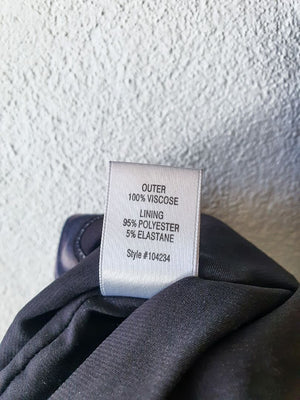 OUTER
100% VISCOSE
LINING
95% POLYESTER
5% ELASTANE
Style #104234